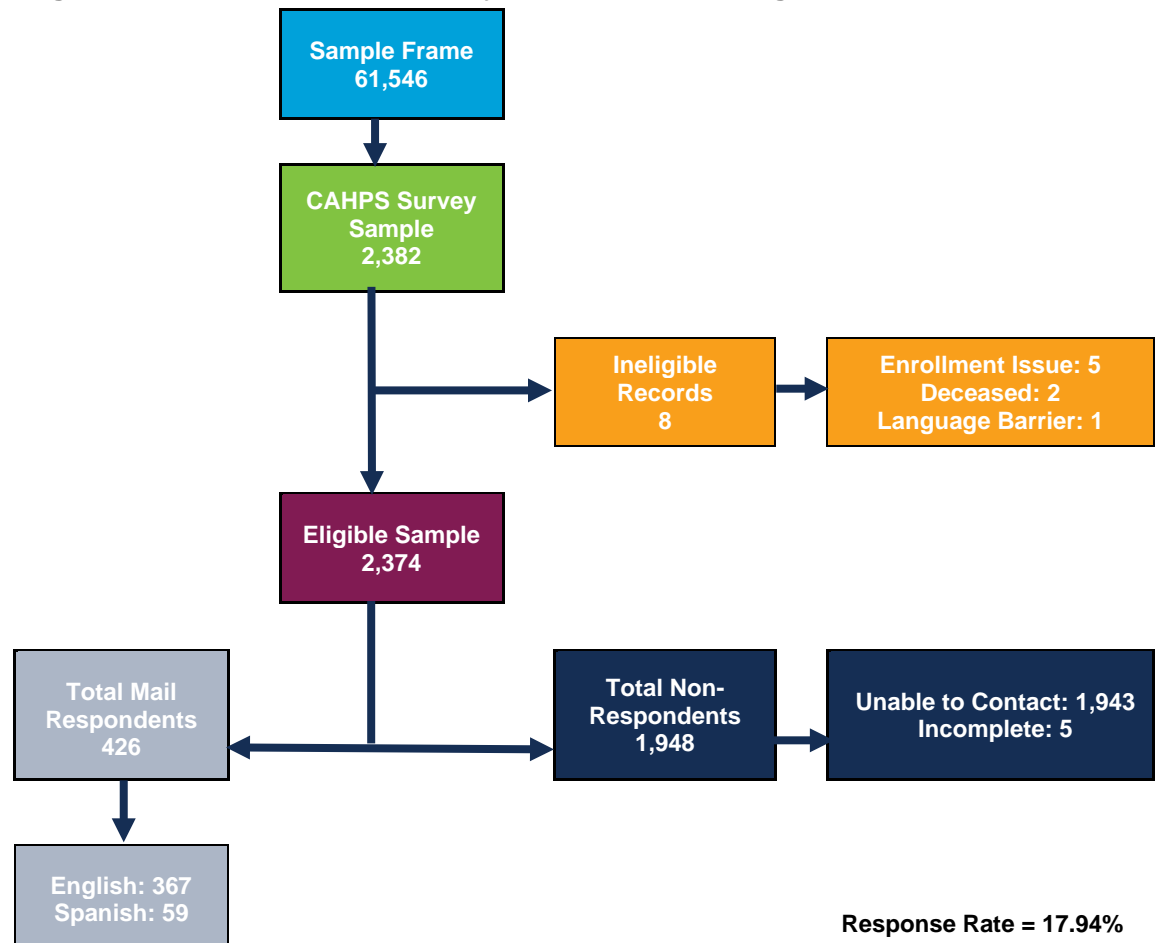 Sample Frame
61,546
CAHPS Survey
Sample
2,382
Ineligible
Records
8
Enrollment Issue: 5
Deceased: 2
Language Barrier: 1
Eligible Sample
2,374
Total Mail
Respondents
426
Total Non-
Respondents
1,948
Unable to Contact: 1,943
Incomplete: 5
English: 367
Spanish: 59
Response Rate = 17.94%